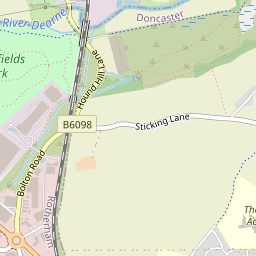 River Dearne
Doncaster
Hound Hill Lane
fields
rk
B6098
Sticking Lane
Bolton Road
Rotherham
The
Ac